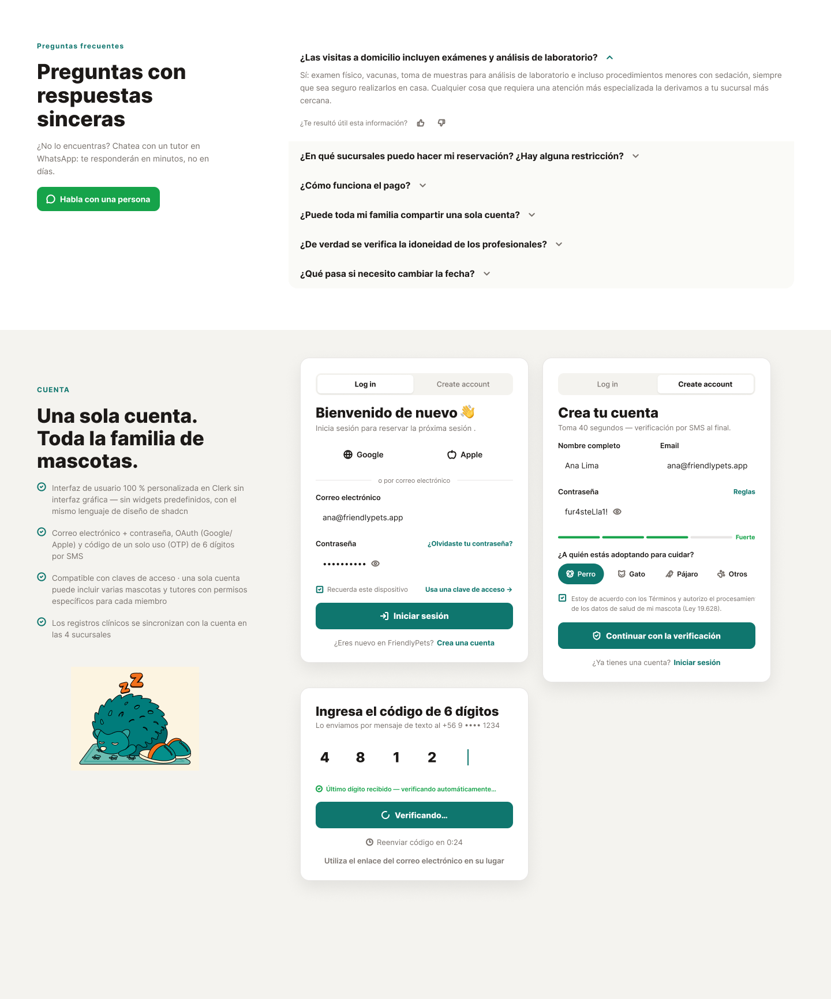 Preguntas frecuentes
Preguntas con
respuestas
sinceras
¿No lo encuentras? Chatea con un tutor en
WhatsApp: te responderán en minutos, no en
días.
Habla con una persona
¿Las visitas a domicilio incluyen exámenes y análisis de laboratorio?
Sí: examen físico, vacunas, toma de muestras para análisis de laboratorio e incluso procedimientos menores con sedación, siempre
que sea seguro realizarlos en casa. Cualquier cosa que requiera una atención más especializada la derivamos a tu sucursal más
cercana.
¿Te resultó útil esta información?
¿En qué sucursales puedo hacer mi reservación? ¿Hay alguna restricción?
¿Cómo funciona el pago?
¿Puede toda mi familia compartir una sola cuenta?
¿De verdad se verifica la idoneidad de los profesionales?
¿Qué pasa si necesito cambiar la fecha?
CUENTA
Una sola cuenta.
Toda la familia de
mascotas.
Interfaz de usuario 100 % personalizada en Clerk sin
interfaz gráfica — sin widgets predefinidos, con el
mismo lenguaje de diseño de shadcn
Correo electrónico + contraseña, OAuth (Google/
Apple) y código de un solo uso (OTP) de 6 dígitos
por SMS
Compatible con claves de acceso · una sola cuenta
puede incluir varias mascotas y tutores con permisos
específicos para cada miembro
Los registros clínicos se sincronizan con la cuenta en
las 4 sucursales
ZZ
Log in
Create account
Bienvenido de nuevo 👋
Inicia sesión para reservar la próxima sesión .
Google
Apple
o por correo electrónico
Correo electrónico
ana@friendlypets.app
Contraseña
¿Olvidaste tu contraseña?
••••••••••
Recuerda este dispositivo
Usa una clave de acceso →
Iniciar sesión
¿Eres nuevo en FriendlyPets? Crea una cuenta
Log in
Create account
Crea tu cuenta
Toma 40 segundos — verificación por SMS al final.
Nombre completo
Email
Ana Lima
ana@friendlypets.app
Contraseña
Reglas
fur4steLla1!
Fuerte
¿A quién estás adoptando para cuidar?
Perro
Gato
Pájaro
Otros
Estoy de acuerdo con los Términos y autorizo el procesamien
de los datos de salud de mi mascota (Ley 19.628).
Continuar con la verificación
¿Ya tienes una cuenta? Iniciar sesión
Ingresa el código de 6 dígitos
Lo enviamos por mensaje de texto al +56 9 •••• 1234
4 8 1 2
Último dígito recibido — verificando automáticamente…
Verificando…
Reenviar código en 0:24
Utiliza el enlace del correo electrónico en su lugar